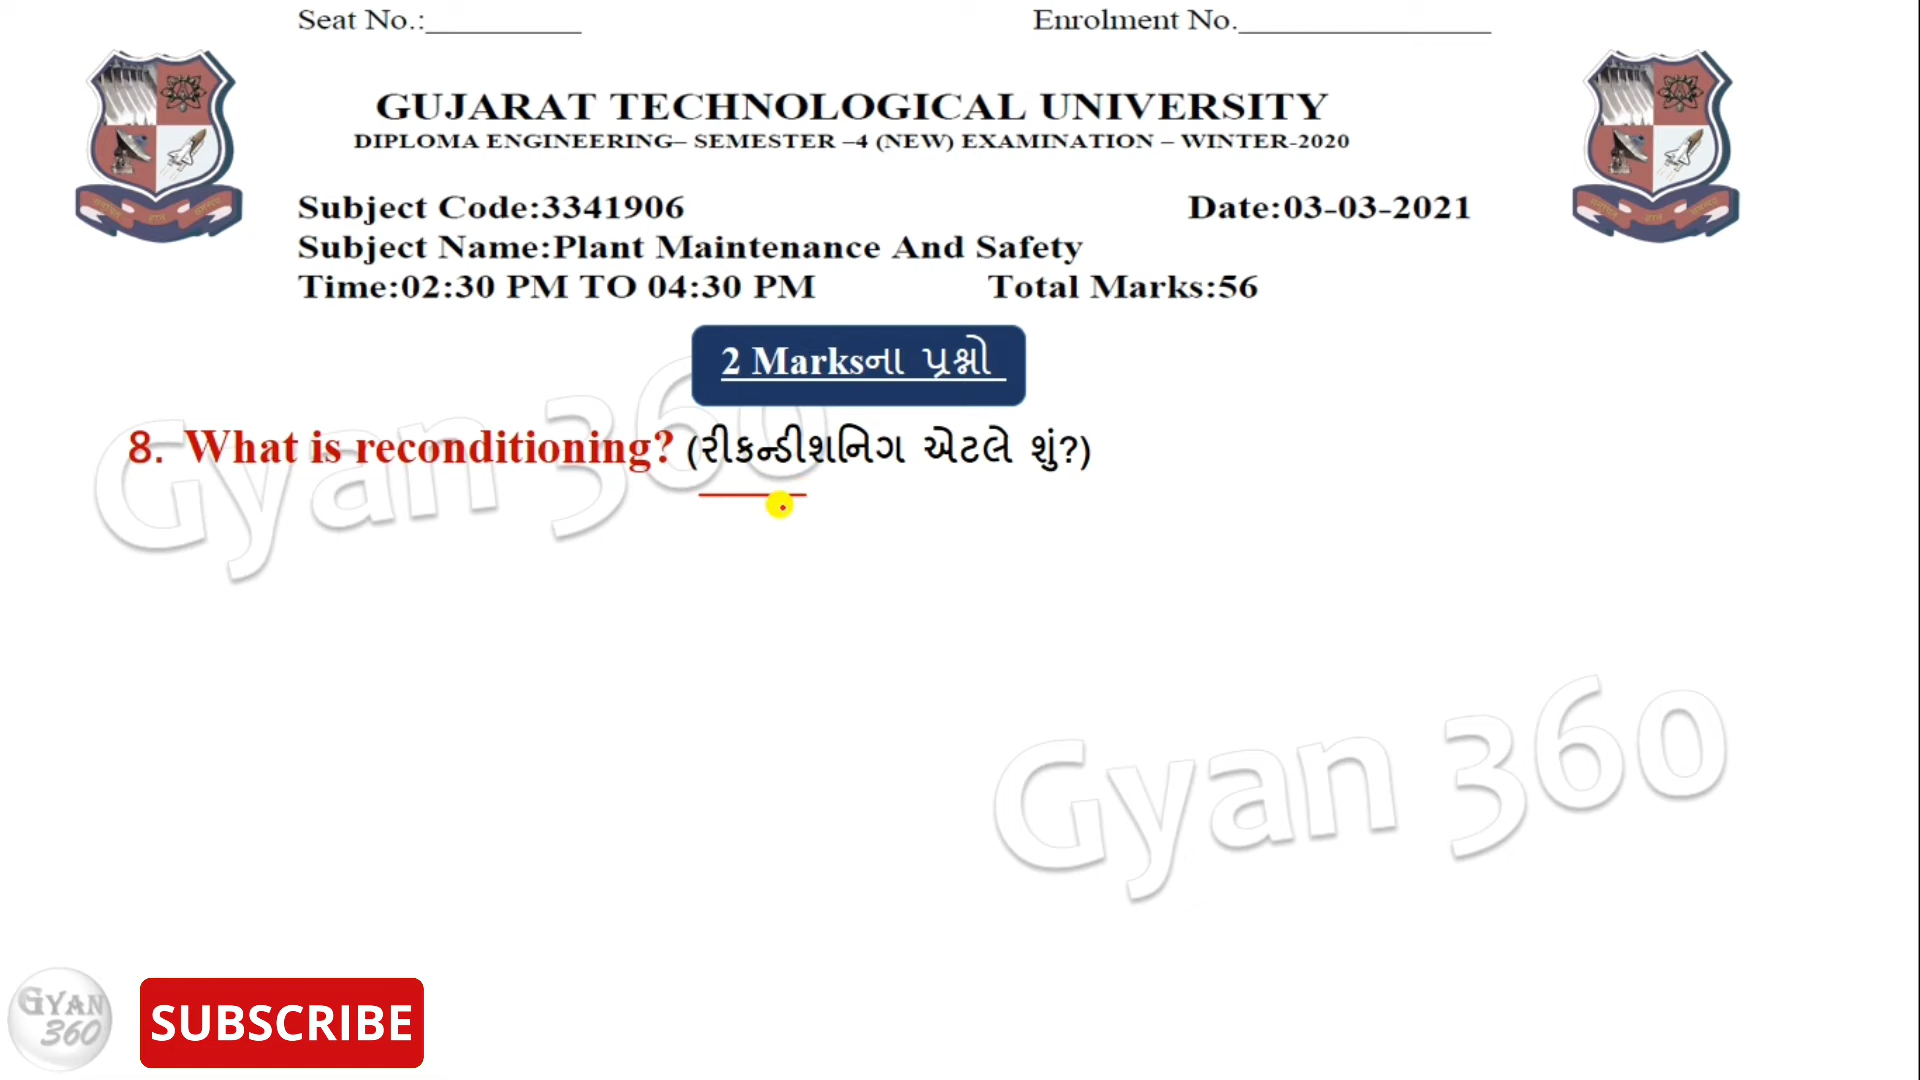 Seat No.:__________ Enrolment No.________________
GUJARAT TECHNOLOGICAL UNIVERSITY
DIPLOMA ENGINEERING– SEMESTER –4 (NEW) EXAMINATION – WINTER-2020
Subject Code:3341906 Date:03-03-2021
Subject Name:Plant Maintenance And Safety
Time:02:30 PM TO 04:30 PM Total Marks:56
2 Marksના પ્રશ્નો
8. What is reconditioning? (રીકન્ડીશનિગ એટલે શું?)
Gyan 360
Gyan 360
GYAN
360
SUBSCRIBE